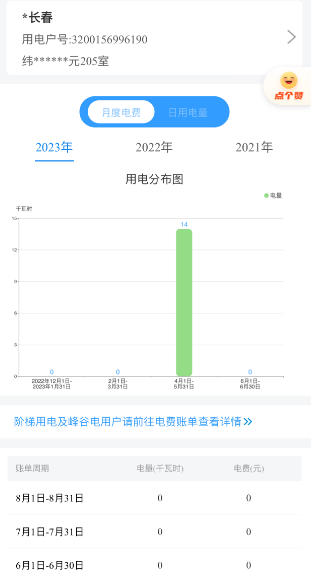 *长春
用电户号:3200156996190
纬******元205室
点个赞
月度电费 日用电量
2023年 2022年 2021年
用电分布图
电量
千瓦时
15
14
12
9
6
3
0
0 0 0
2022年12月1日-2023年1月31日 2月1日-3月31日 4月1日-5月31日 6月1日-6月30日
阶梯用电及峰谷电用户请前往电费账单查看详情
账单周期 电量(千瓦时) 电费(元)
8月1日-8月31日 0 0
7月1日-7月31日 0 0
6月1日-6月30日 0 0